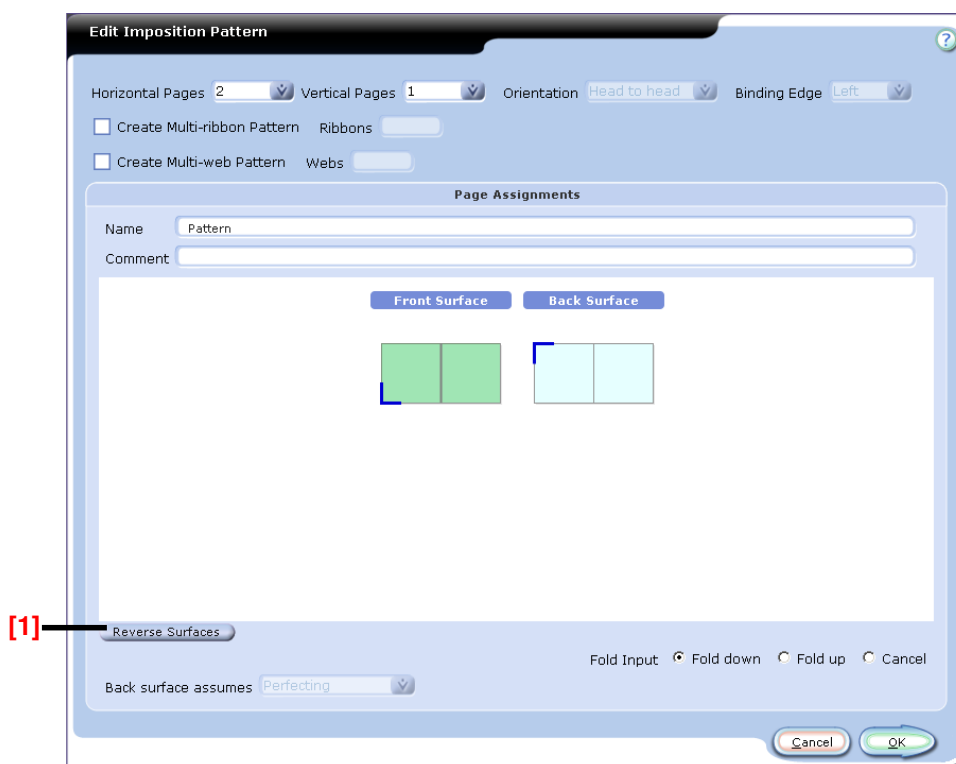 Edit Imposition Pattern
?
Horizontal Pages 2 Vertical Pages 1 Orientation Head to head Binding Edge Left
Create Multi-ribbon Pattern Ribbons
Create Multi-web Pattern Webs
Page Assignments
Name Pattern
Comment
Front Surface Back Surface
[1] Reverse Surfaces
Fold Input Fold down Fold up Cancel
Back surface assumes Perfecting
Cancel OK